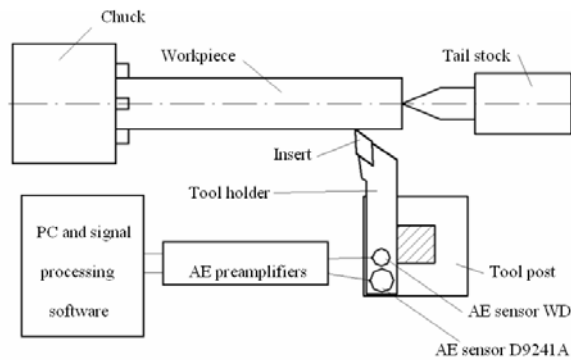 Chuck
Workpiece
Tail stock
Insert
Tool holder
PC and signal
processing
software
AE preamplifiers
Tool post
AE sensor WD
AE sensor D9241A